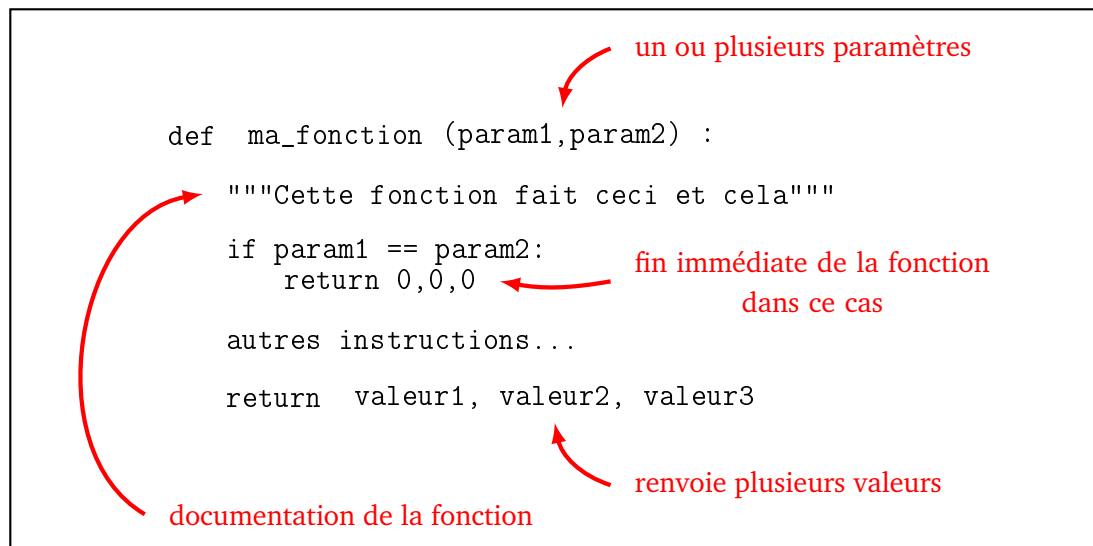 un ou plusieurs paramètres
def ma_fonction (param1,param2) :
"""Cette fonction fait ceci et cela"""
if param1 == param2:
return 0,0,0
fin immédiate de la fonction
dans ce cas
autres instructions...
return valeur1, valeur2, valeur3
renvoie plusieurs valeurs
documentation de la fonction